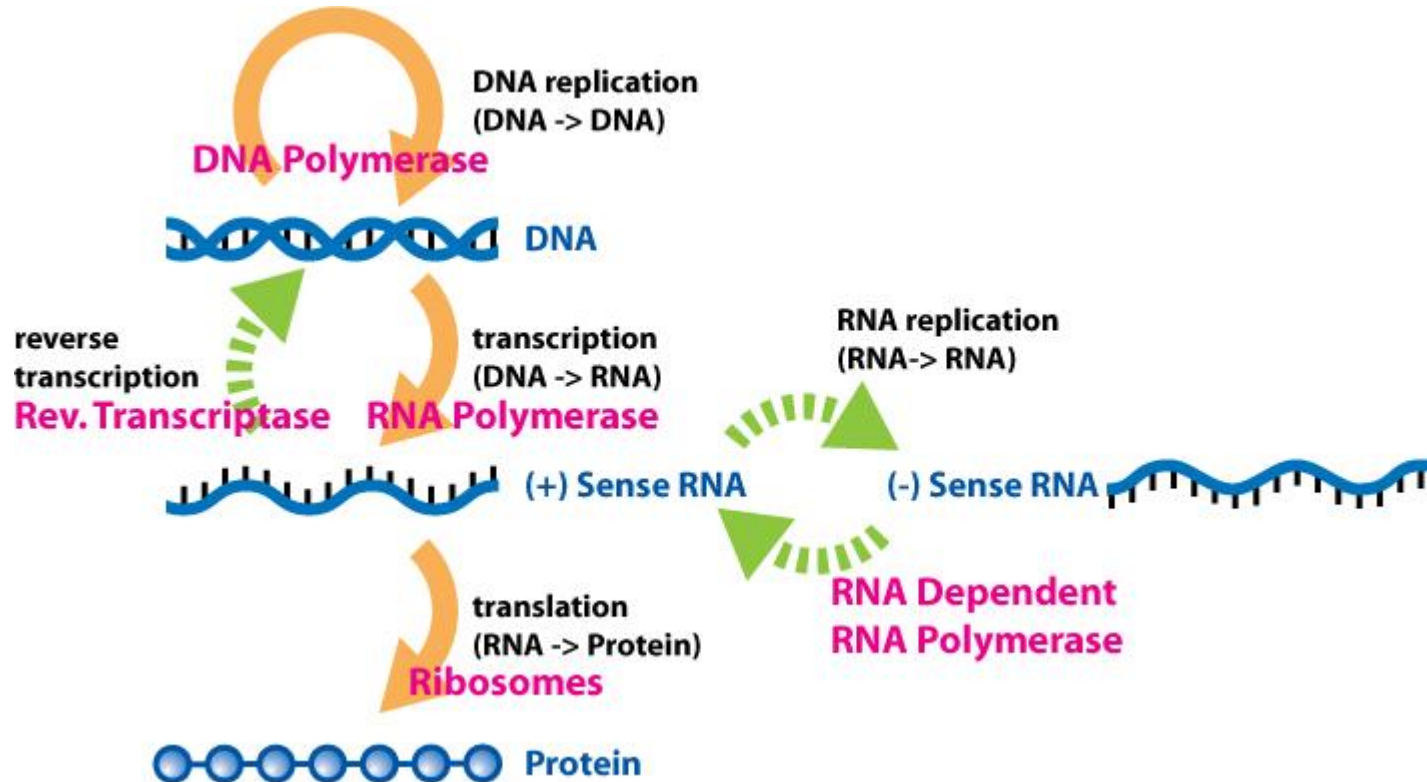 DNA replication
(DNA -> DNA)
DNA Polymerase
DNA
reverse
transcription
Rev. Transcriptase
transcription
(DNA -> RNA)
RNA Polymerase
RNA replication
(RNA-> RNA)
(+) Sense RNA
(-) Sense RNA
RNA Dependent
RNA Polymerase
translation
(RNA -> Protein)
Ribosomes
Protein